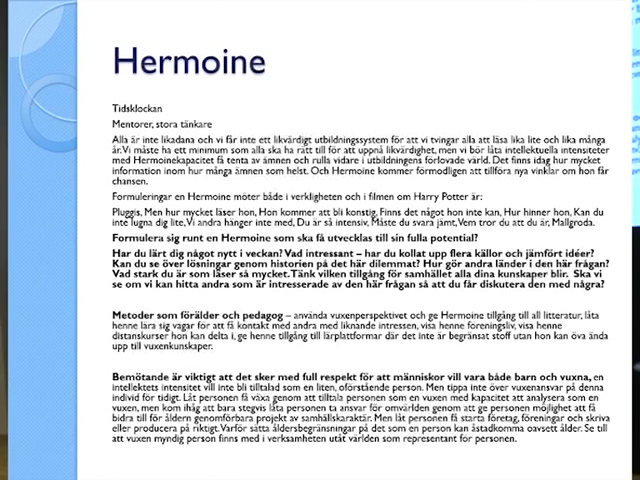 Hermoine
Tidsklockan
Mentorer, stora tänkare
Alla är inte likadana och vi får inte ett likvärdigt utbildningssystem för att vi tvingar alla att läsa lika lite och lika många
år. Vi måste ha ett minimum som alla ska ha rätt till för att uppnå likvärdighet, men vi bör låta intellektuella intensiteter
med Hermoinekapacitet få tenta av ämnen och rulla vidare i utbildningens förlovade värld. Det finns idag hur mycket
information inom hur många ämnen som helst. Och Hermoine kommer förmodligen att tillföra nya vinklar om hon får
chansen.
Formuleringar en Hermoine möter både i verkligheten och i filmen om Harry Potter är:
Pluggis, Men hur mycket läser hon, Hon kommer att bli konstig, Finns det något hon inte kan, Hur hinner hon, Kan du
inte lugna dig lite, Vi andra hänger inte med, Du är så intensiv, Måste du svara jämt, Vem tror du att du är, Mallgroda.
Formulera sig runt en Hermoine som ska få utvecklas till sin fulla potential?
Har du lärt dig något nytt i veckan? Vad intressant – har du kollat upp flera källor och jämfört idéer?
Kan du se över lösningar genom historien på det här dilemmat? Hur gör andra länder i den här frågan?
Vad stark du är som läser så mycket. Tänk vilken tillgång för samhället alla dina kunskaper blir. Ska vi
se om vi kan hitta andra som är intresserade av den här frågan så att du får diskutera den med några?
Metoder som förälder och pedagog – använda vuxenperspektivet och ge Hermoine tillgång till all litteratur, låta
henne lära sig vägar för att få kontakt med andra med liknande intressen, visa henne föreningsliv, visa henne
distanskurser hon kan delta i, ge henne tillgång till lärplattformar där det inte är begränsat stoff utan hon kan öva ända
upp till vuxenkunskaper.
Bemötande är viktigt att det sker med full respekt för att människor vill vara både barn och vuxna, en
intellektets intensitet vill inte bli tilltalad som en liten, oförstående person. Men tippa inte över vuxenansvar på denna
individ för tidigt. Låt personen få växa genom att tilltala personen som en vuxen med kapacitet att analysera som en
vuxen, men kom ihåg att bara stegvis låta personen ta ansvar för omvärlden genom att ge personen möjlighet att få
bidra till för åldern genomförbara projekt av samhällskaraktär. Men låt personen få starta företag, föreningar och skriva
eller producera på riktigt. Varför sätta åldersbegränsningar på det som en person kan åstadkomma oavsett ålder. Se till
att vuxen myndig person finns med i verksamheten utåt världen som representant för personen.